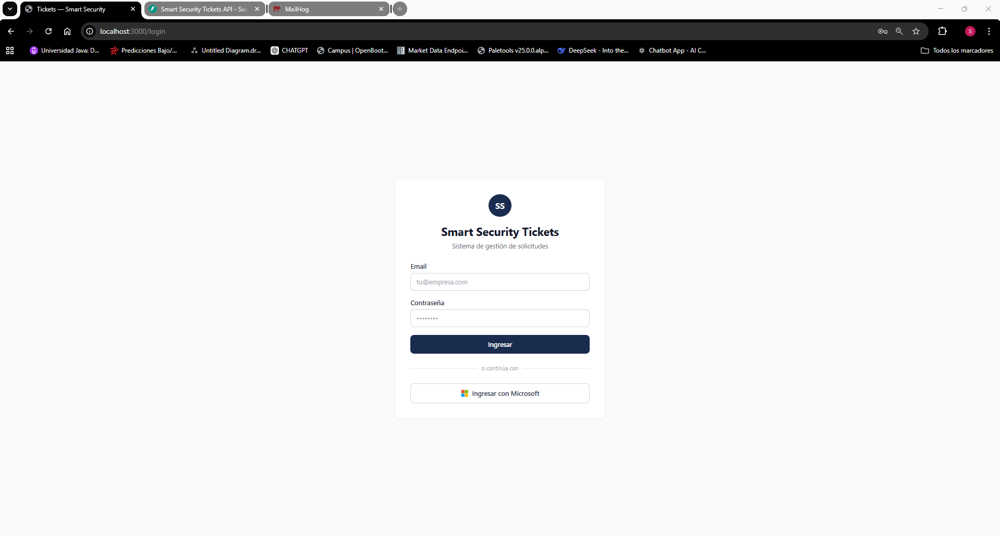 Tickets — Smart Security
Smart Security Tickets API - Swa
MailHog
localhost:3000/login
S
Universidad Java: D...
Predicciones Bajo/...
Untitled Diagram.dr...
CHATGPT
Campus | OpenBoot...
Market Data Endpoi...
Paletools v25.0.0.alp...
DeepSeek - Into the...
Chatbot App - AI C...
Todos los marcadores
SS
Smart Security Tickets
Sistema de gestión de solicitudes
Email
tu@empresa.com
Contraseña
••••••••
Ingresar
o continúa con
Ingresar con Microsoft